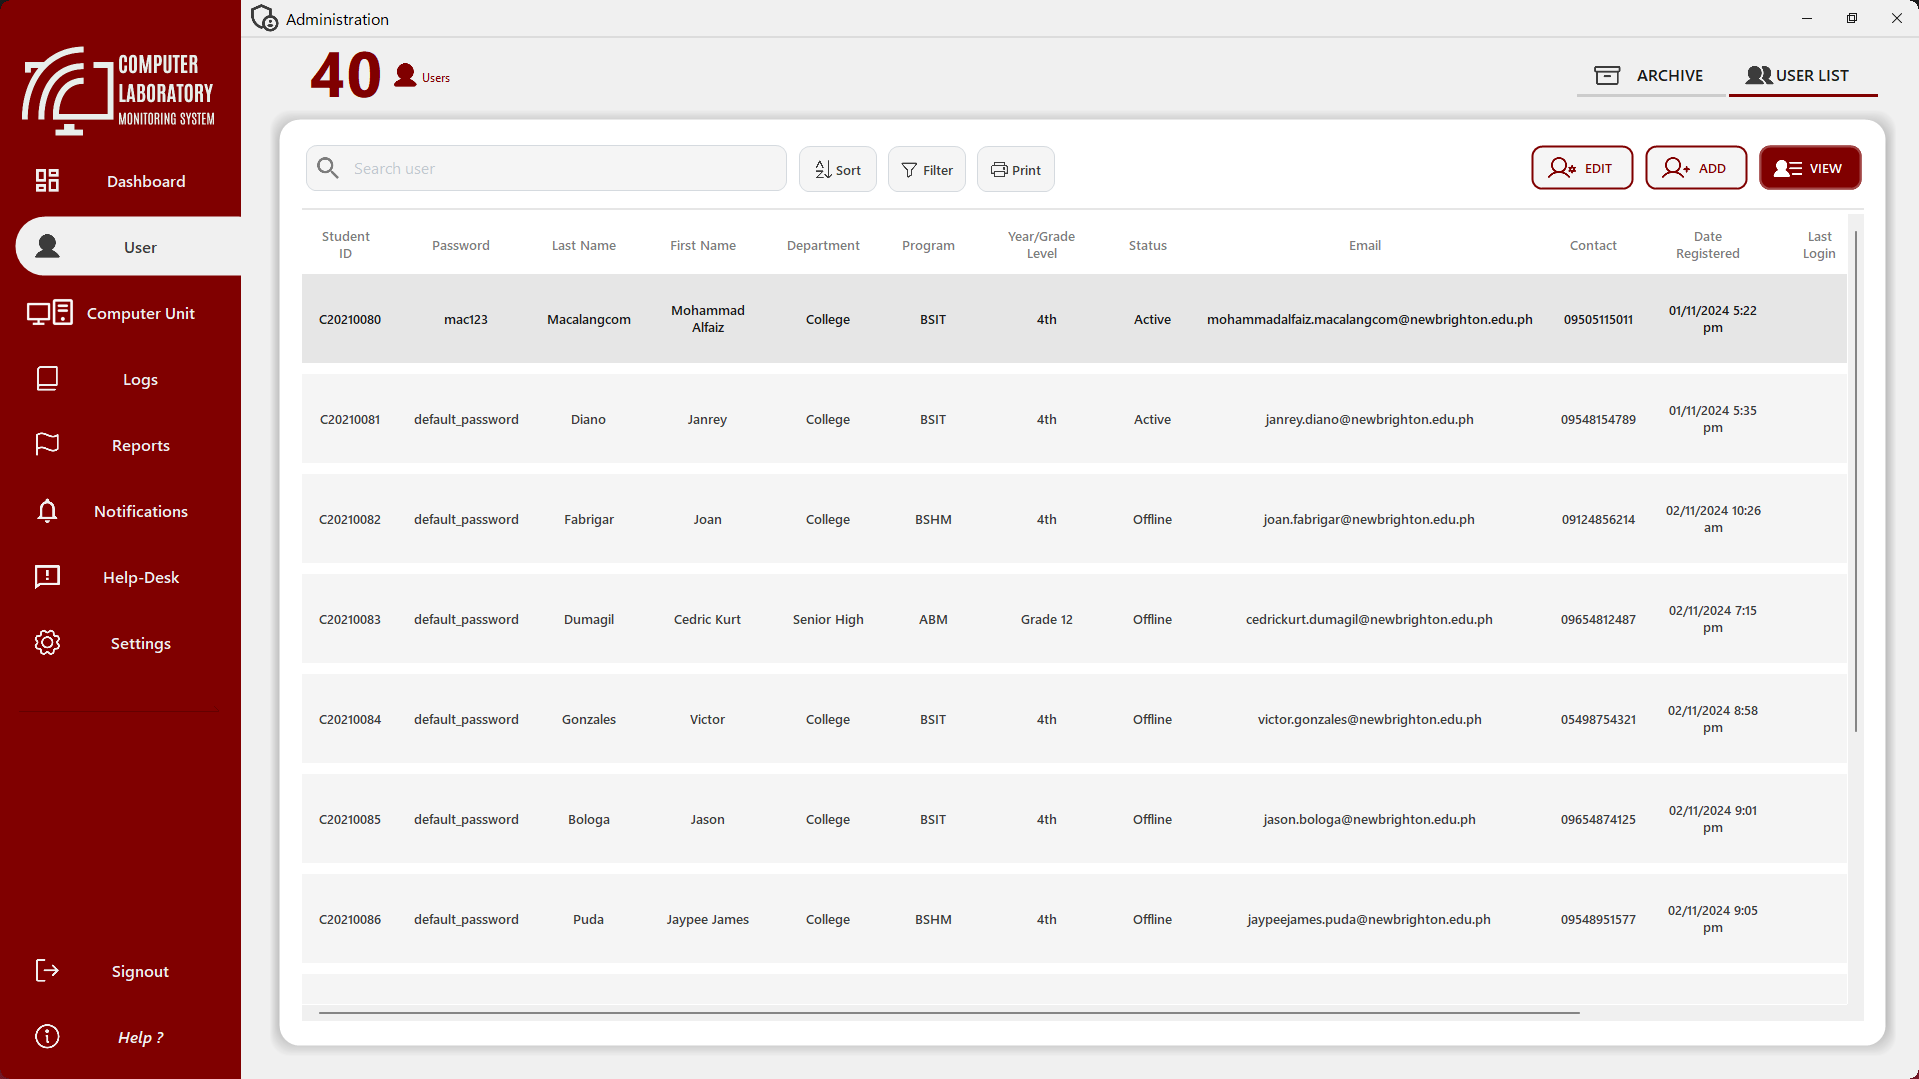 Administration
COMPUTER
LABORATORY
MONITORING SYSTEM
Dashboard
User
Computer Unit
Logs
Reports
Notifications
Help-Desk
Settings
Signout
Help ?
40 Users
ARCHIVE USER LIST
Search user Sort Filter Print EDIT ADD VIEW
Student ID Password Last Name First Name Department Program Year/Grade Level Status Email Contact Date Registered Last Login
C20210080 mac123 Macalangcom Mohammad Alfaiz College BSIT 4th Active mohammadalfaiz.macalangcom@newbrighton.edu.ph 09505115011 01/11/2024 5:22 pm
C20210081 default_password Diano Janrey College BSIT 4th Active janrey.diano@newbrighton.edu.ph 09548154789 01/11/2024 5:35 pm
C20210082 default_password Fabrigar Joan College BSHM 4th Offline joan.fabrigar@newbrighton.edu.ph 09124856214 02/11/2024 10:26 am
C20210083 default_password Dumagil Cedric Kurt Senior High ABM Grade 12 Offline cedrickurt.dumagil@newbrighton.edu.ph 09654812487 02/11/2024 7:15 pm
C20210084 default_password Gonzales Victor College BSIT 4th Offline victor.gonzales@newbrighton.edu.ph 05498754321 02/11/2024 8:58 pm
C20210085 default_password Bologa Jason College BSIT 4th Offline jason.bologa@newbrighton.edu.ph 09654874125 02/11/2024 9:01 pm
C20210086 default_password Puda Jaypee James College BSHM 4th Offline jaypeejames.puda@newbrighton.edu.ph 09548951577 02/11/2024 9:05 pm